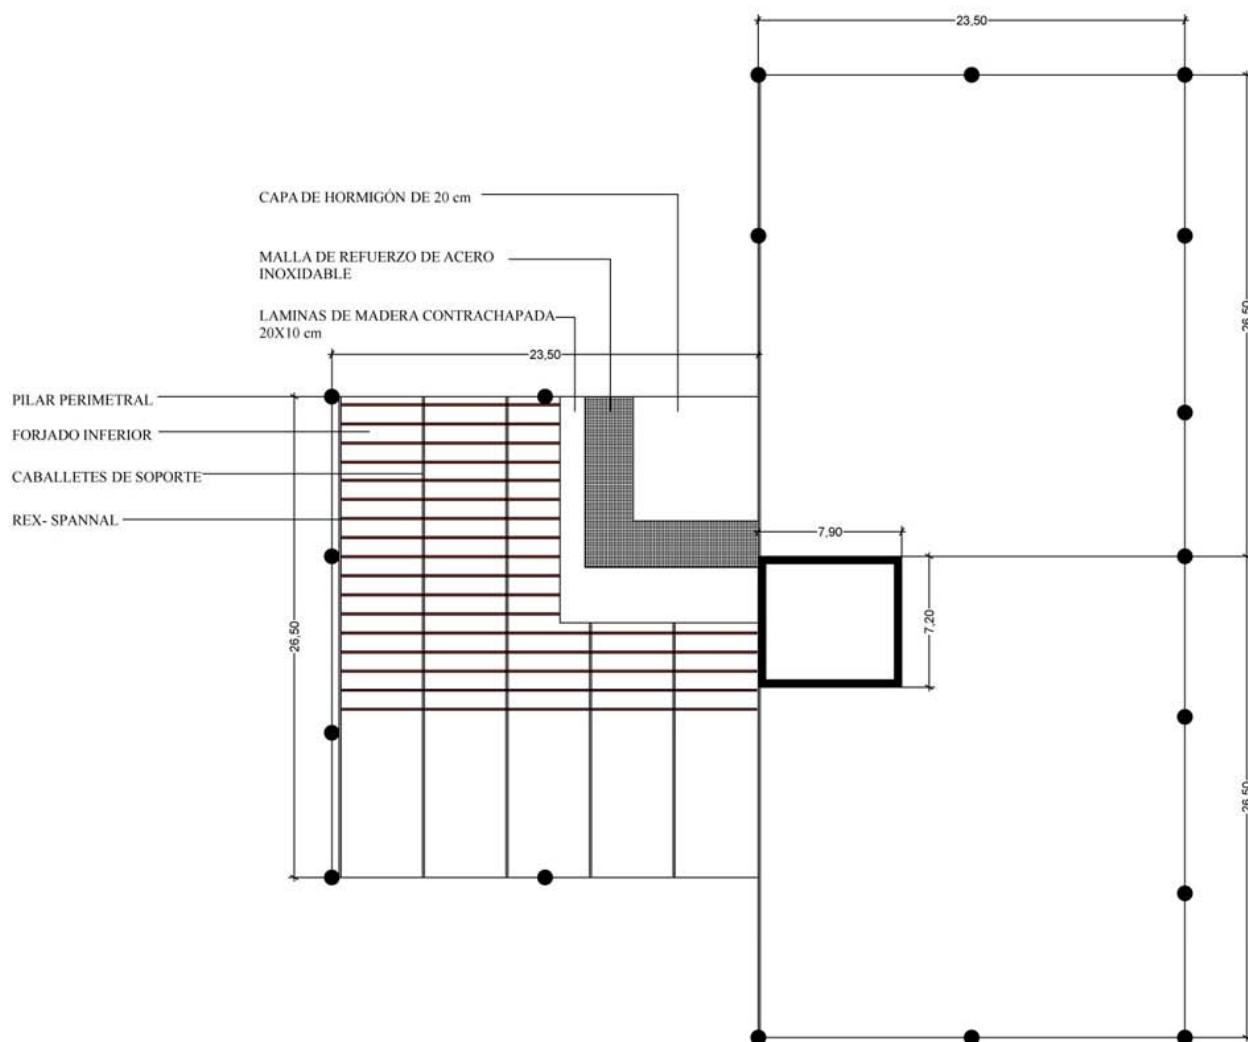 23,50
CAPA DE HORMIGÓN DE 20 cm
MALLA DE REFUERZO DE ACERO
INOXIDABLE
LAMINAS DE MADERA CONTRACHAPADA
20X10 cm
26,50
23,50
PILAR PERIMETRAL
FORJADO INFERIOR
CABALLETES DE SOPORTE
REX- SPANNAL
7,90
7,20
26,50
26,50